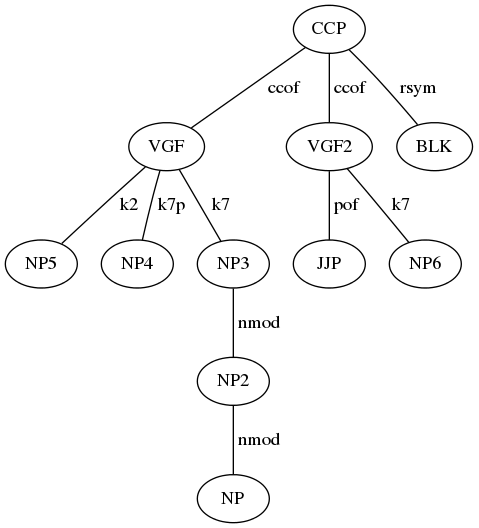 CCP
ccof
ccof
rsym
VGF
VGF2
BLK
k2
k7p
k7
pof
k7
NP5
NP4
NP3
JJP
NP6
nmod
NP2
nmod
NP